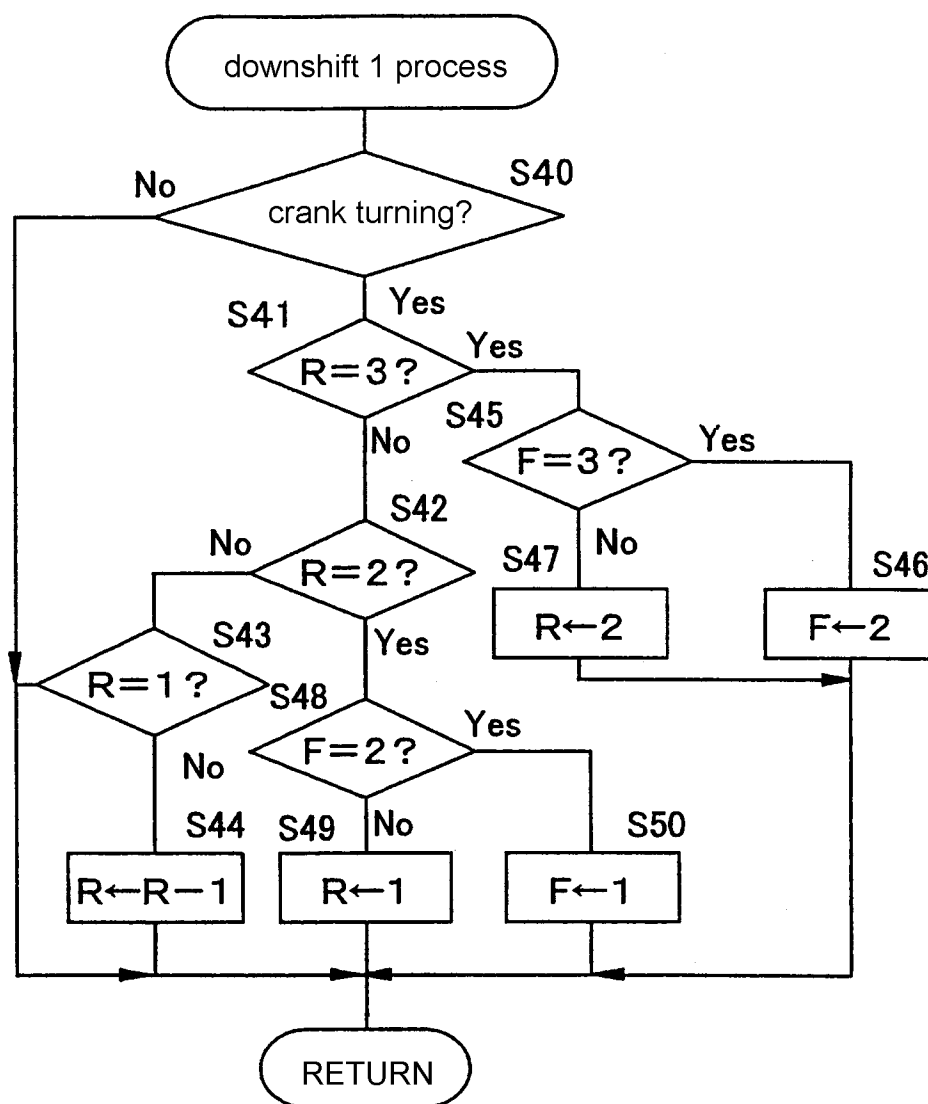 downshift 1 process
No
S40
crank turning?
Yes
S41
R=3?
Yes
S45
No
F=3?
Yes
S42
No
R=2?
No
S47
S46
R←2
F←2
S43
Yes
R=1?
S48
F=2?
Yes
No
S44
S49
No
S50
R←R−1
R←1
F←1
RETURN